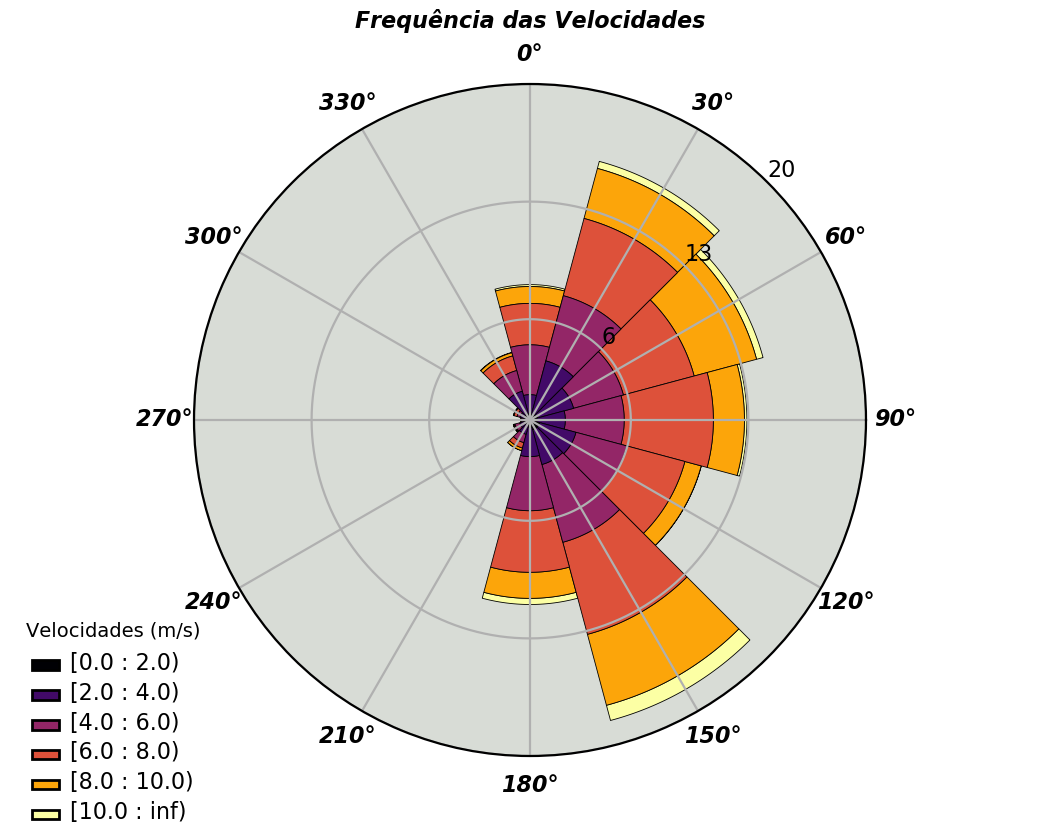 Frequência das Velocidades
0°
330°
30°
20
300°
60°
13
6
270°
90°
240°
120°
210°
150°
180°
Velocidades (m/s)
[0.0 : 2.0)
[2.0 : 4.0)
[4.0 : 6.0)
[6.0 : 8.0)
[8.0 : 10.0)
[10.0 : inf)